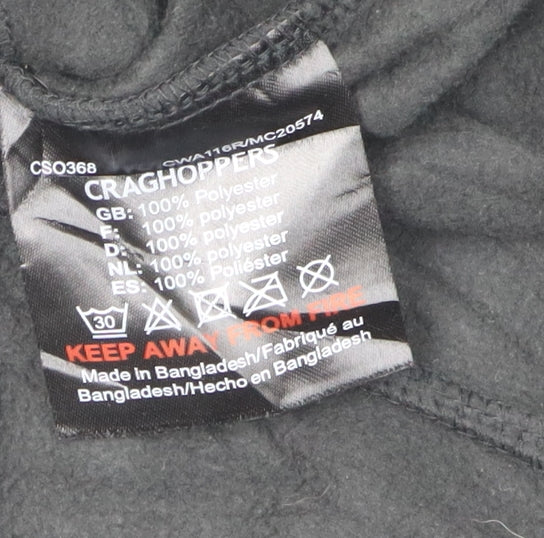 CWA116R/MC20574
CSO368
CRAGHOPPERS
GB: 100% Polyester
F: 100% polyester
D: 100% polyester
NL: 100% polyester
ES: 100% Poliéster
30
KEEP AWAY FROM FIRE
Made in Bangladesh/Fabriqué au
Bangladesh/Hecho en Bangladesh